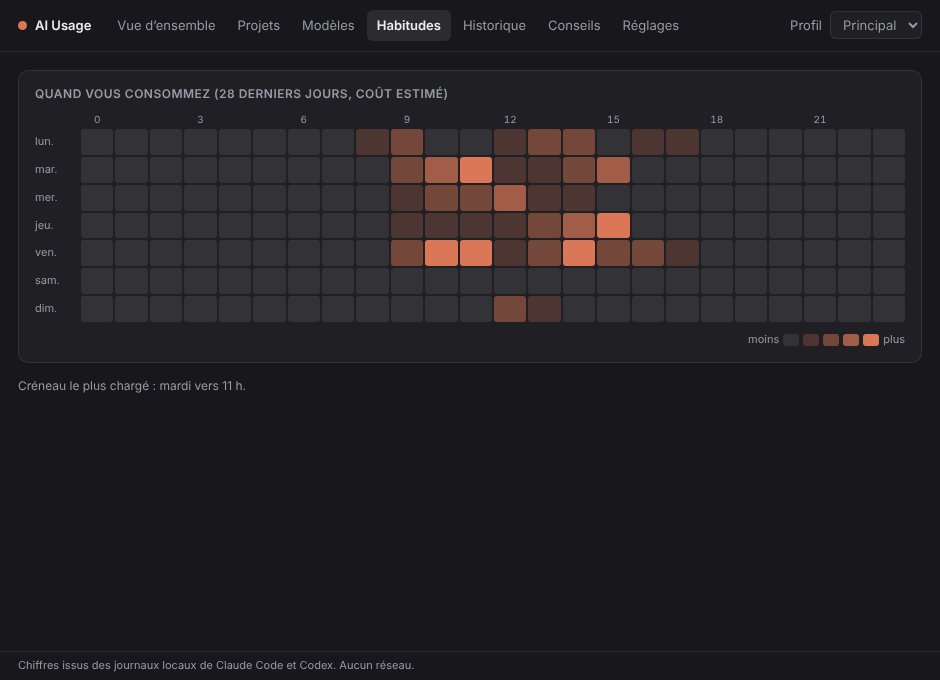 AI Usage Vue d’ensemble Projets Modèles Habitudes Historique Conseils Réglages Profil Principal
QUAND VOUS CONSOMMEZ (28 DERNIERS JOURS, COÛT ESTIMÉ)
0 3 6 9 12 15 18 21
lun.
mar.
mer.
jeu.
ven.
sam.
dim.
moins plus
Créneau le plus chargé : mardi vers 11 h.
Chiffres issus des journaux locaux de Claude Code et Codex. Aucun réseau.